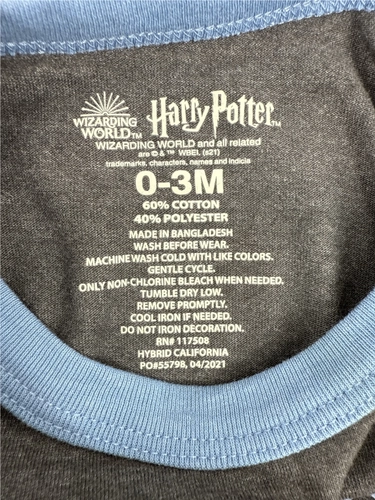 WIZARDING
WORLD™
Harry Potter™
WIZARDING WORLD and all related
are © & ™ WBEI. (s21)
trademarks, characters, names and indicia
0-3M
60% COTTON
40% POLYESTER
MADE IN BANGLADESH
WASH BEFORE WEAR.
MACHINE WASH COLD WITH LIKE COLORS.
GENTLE CYCLE.
ONLY NON-CHLORINE BLEACH WHEN NEEDED.
TUMBLE DRY LOW.
REMOVE PROMPTLY.
COOL IRON IF NEEDED.
DO NOT IRON DECORATION.
RN# 117508
HYBRID CALIFORNIA
PO#55798, 04/2021